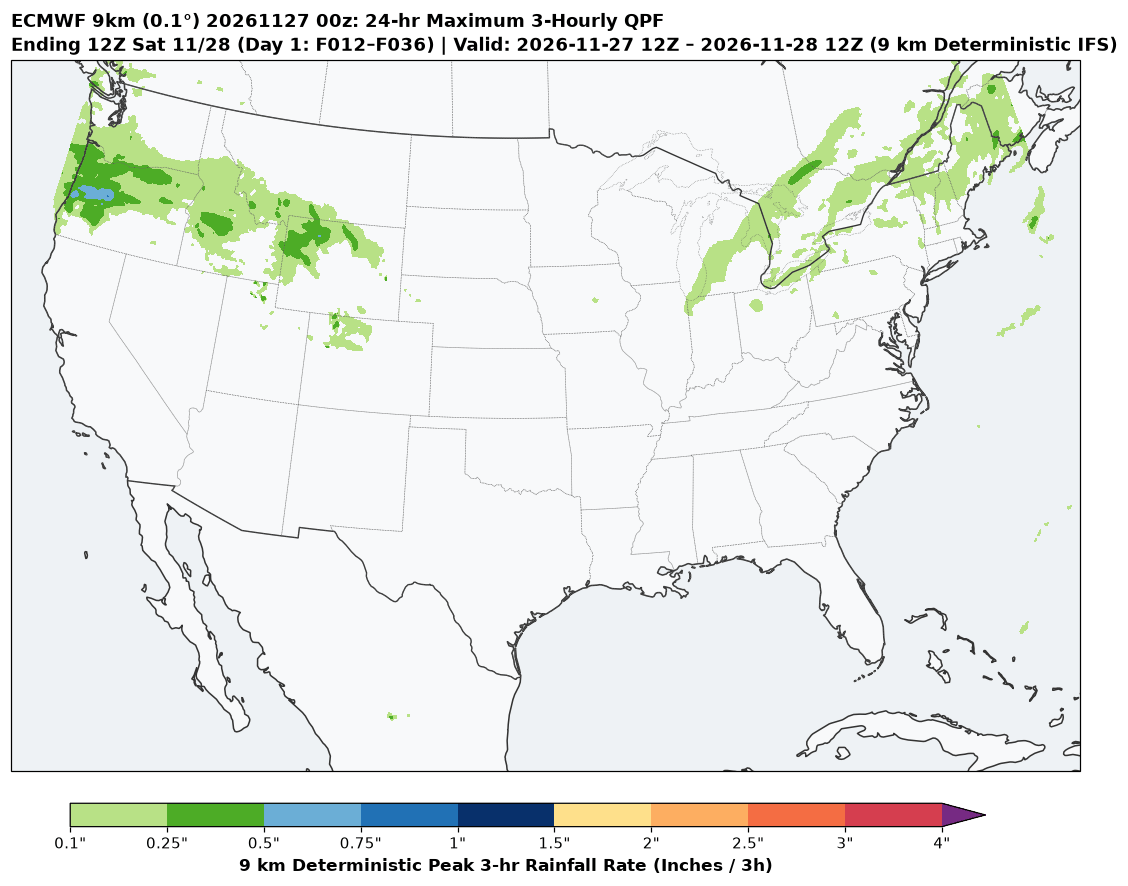 ECMWF 9km (0.1°) 20261127 00z: 24-hr Maximum 3-Hourly QPF
Ending 12Z Sat 11/28 (Day 1: F012–F036) | Valid: 2026-11-27 12Z – 2026-11-28 12Z (9 km Deterministic IFS)
0.1" 0.25" 0.5" 0.75" 1" 1.5" 2" 2.5" 3" 4"
9 km Deterministic Peak 3-hr Rainfall Rate (Inches / 3h)